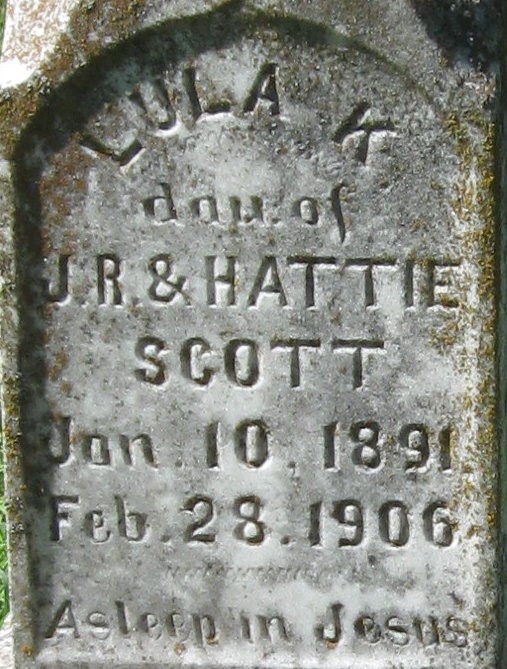 LULA K
dau. of
J.R. & HATTIE
SCOTT
Jan. 10, 1891
Feb. 28. 1906
Asleep in Jesus